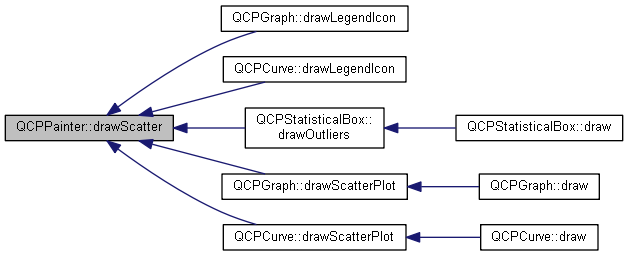 QCPGraph::drawLegendIcon
QCPCurve::drawLegendIcon
QCPPainter::drawScatter
QCPStatisticalBox::
drawOutliers
QCPStatisticalBox::draw
QCPGraph::drawScatterPlot
QCPGraph::draw
QCPCurve::drawScatterPlot
QCPCurve::draw